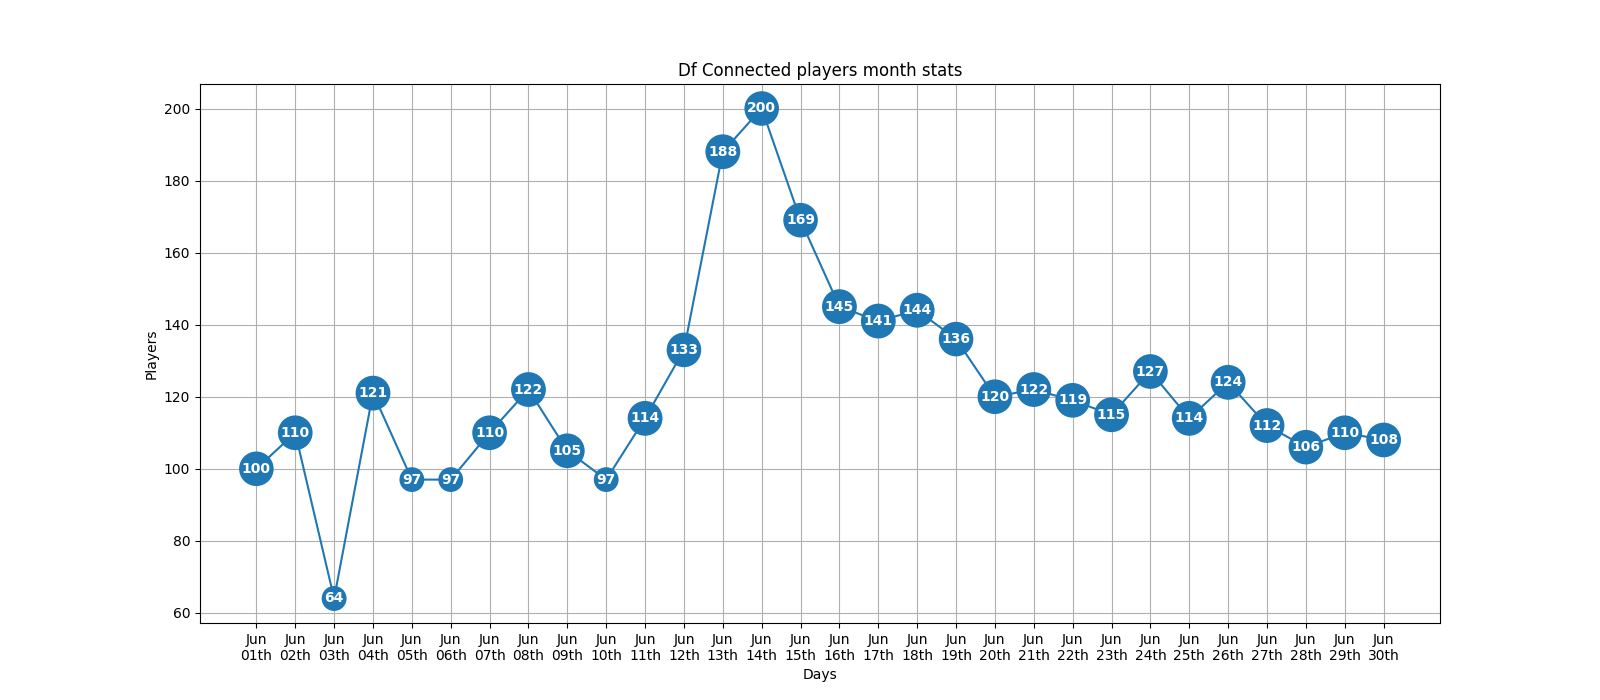 Df Connected players month stats
200
180
160
140
120
100
80
60
Players
100 110 64 121 97 97 110 122 105 97 114 133 188 200 169 145 141 144 136 120 122 119 115 127 114 124 112 106 110 108
Jun Jun Jun Jun Jun Jun Jun Jun Jun Jun Jun Jun Jun Jun Jun Jun Jun Jun Jun Jun Jun Jun Jun Jun Jun Jun Jun Jun Jun Jun
01th 02th 03th 04th 05th 06th 07th 08th 09th 10th 11th 12th 13th 14th 15th 16th 17th 18th 19th 20th 21th 22th 23th 24th 25th 26th 27th 28th 29th 30th
Days